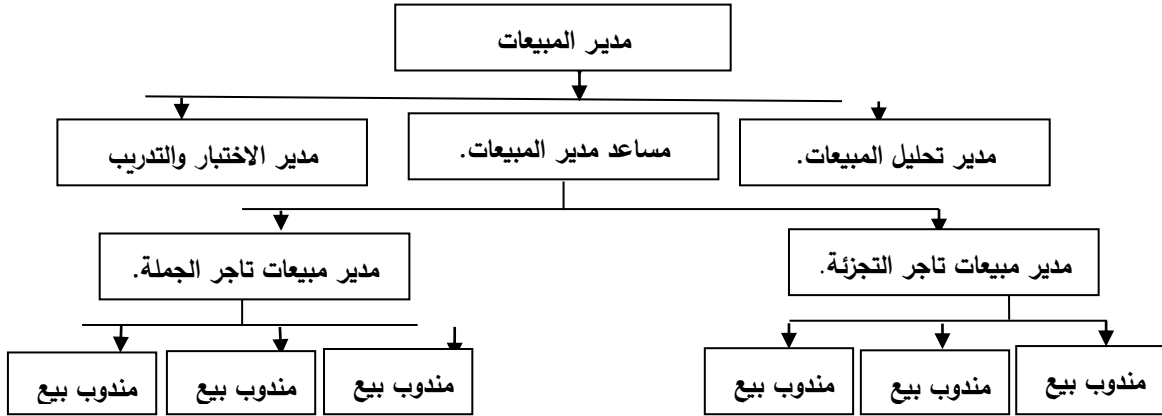 مدير المبيعات
مدير تحليل المبيعات.
مساعد مدير المبيعات.
مدير الاختبار والتدريب
مدير مبيعات تاجر التجزئة.
مدير مبيعات تاجر الجملة.
مندوب بيع
مندوب بيع
مندوب بيع
مندوب بيع
مندوب بيع
مندوب بيع